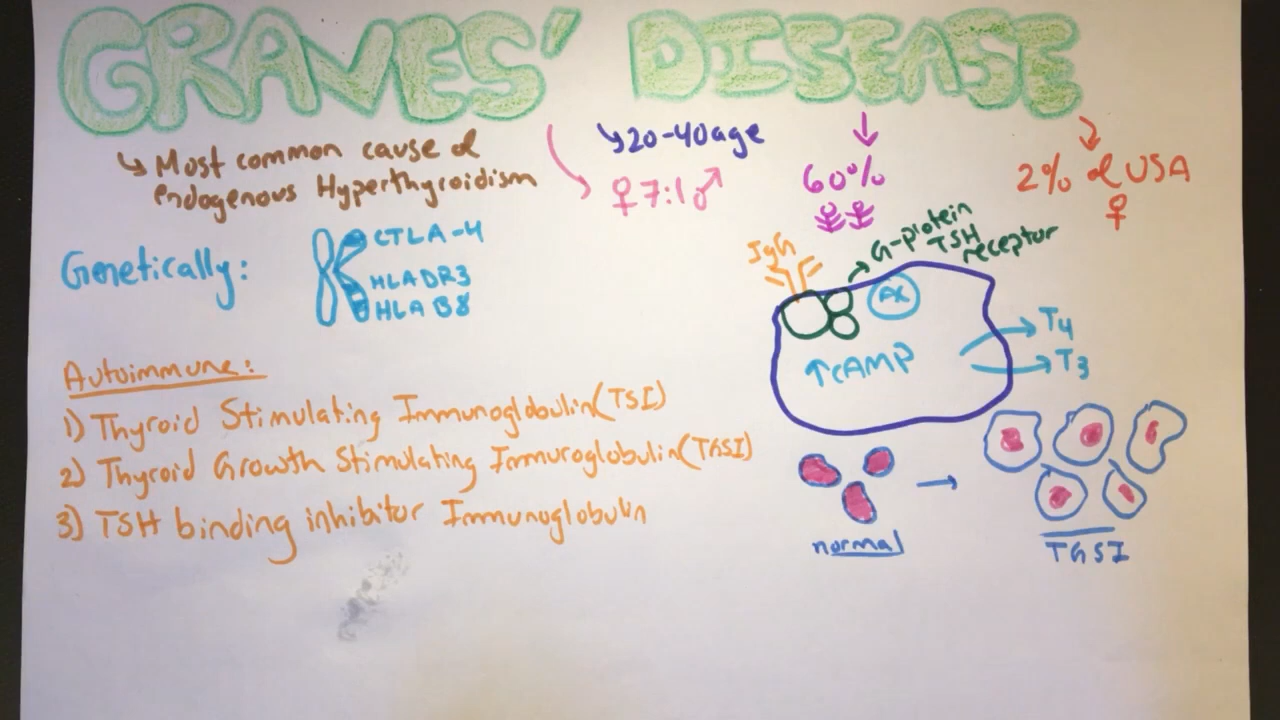 GRAVES' DISEASE
↳ Most common cause of
endogenous Hyperthyroidism
↘20-40age
♀7:1♂
60%
2% of USA
♀
Genetically:
CTLA-4
HLADR3
HLA B8
IgG
G-protein
TSH
receptor
AC
↑cAMP
T4
T3
Autoimmune:
1) Thyroid Stimulating Immunoglobulin(TSI)
2) Thyroid Growth Stimulating Immunoglobulin(TGSI)
3) TSH binding inhibitor Immunoglobulin
normal
TGSI